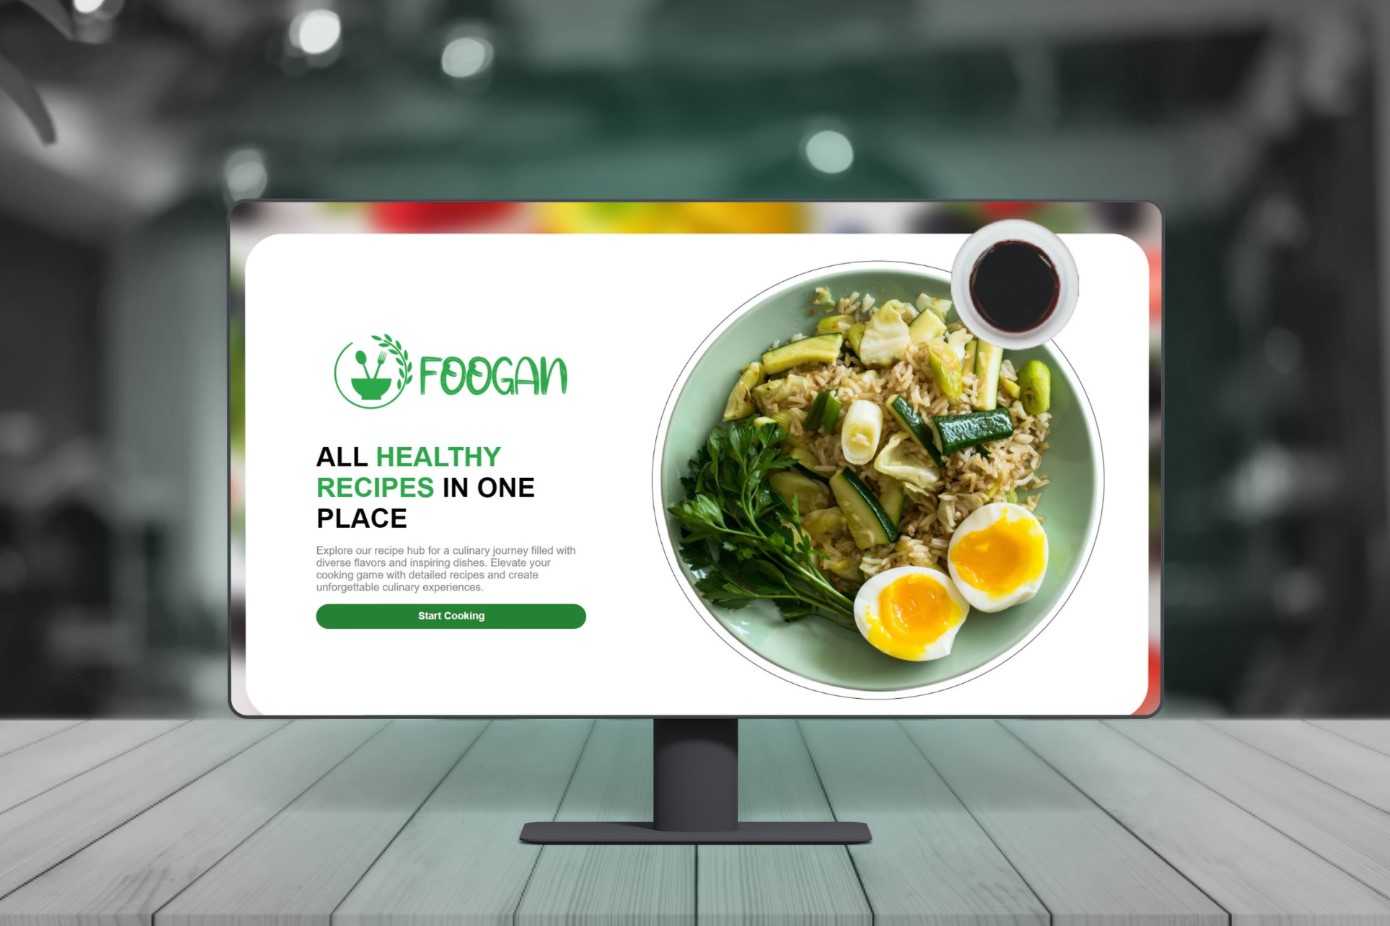 FOOGAN
ALL HEALTHY
RECIPES IN ONE
PLACE
Explore our recipe hub for a culinary journey filled with
diverse flavors and inspiring dishes. Elevate your
cooking game with detailed recipes and create
unforgettable culinary experiences.
Start Cooking